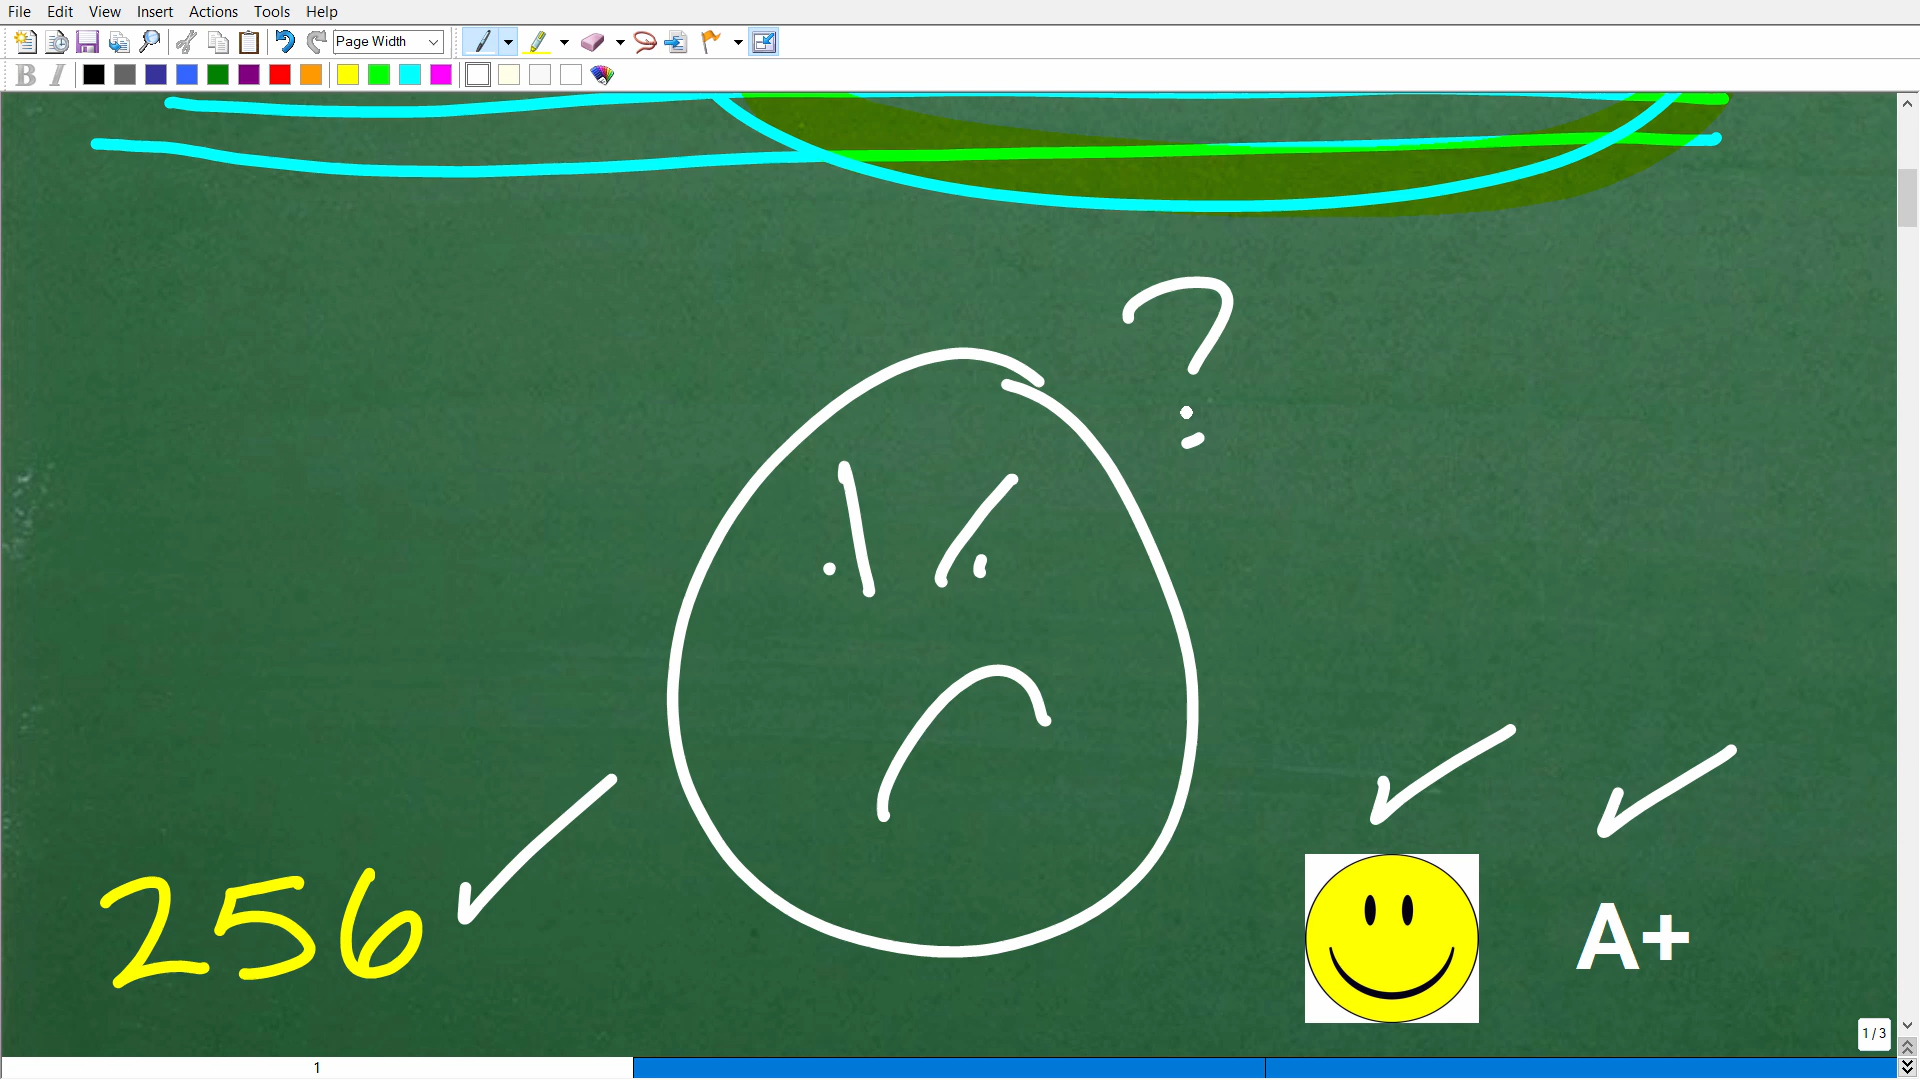 File Edit View Insert Actions Tools Help
Page Width
B I
?
256
A+
1 / 3
1